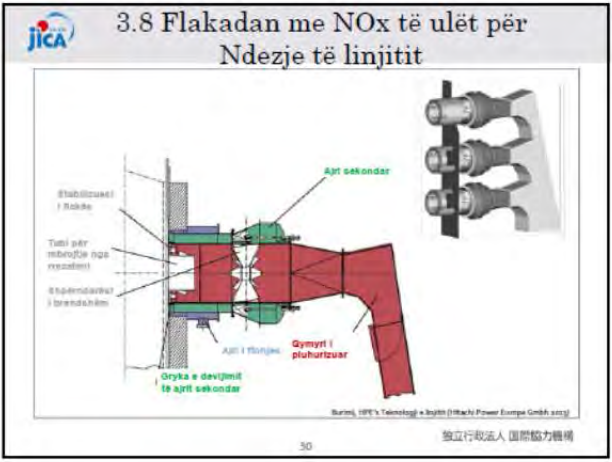 jICA
3.8 Flakadan me NOx të ulët për
Ndezje të linjitit
Ajri sekondar
Stabilizuesi
i flakës
Tubi për
mbrojtje nga
rrezatimi
Shpërndarësi
i brendshëm
Ajri i ftohjes
Qymyri i
pluhurizuar
Gryka e devijimit
të ajrit sekondar
Burimi, HPE's Teknologji e linjitit (Hitachi Power Europe Gmbh 2013)
独立行政法人 国際協力機構
30